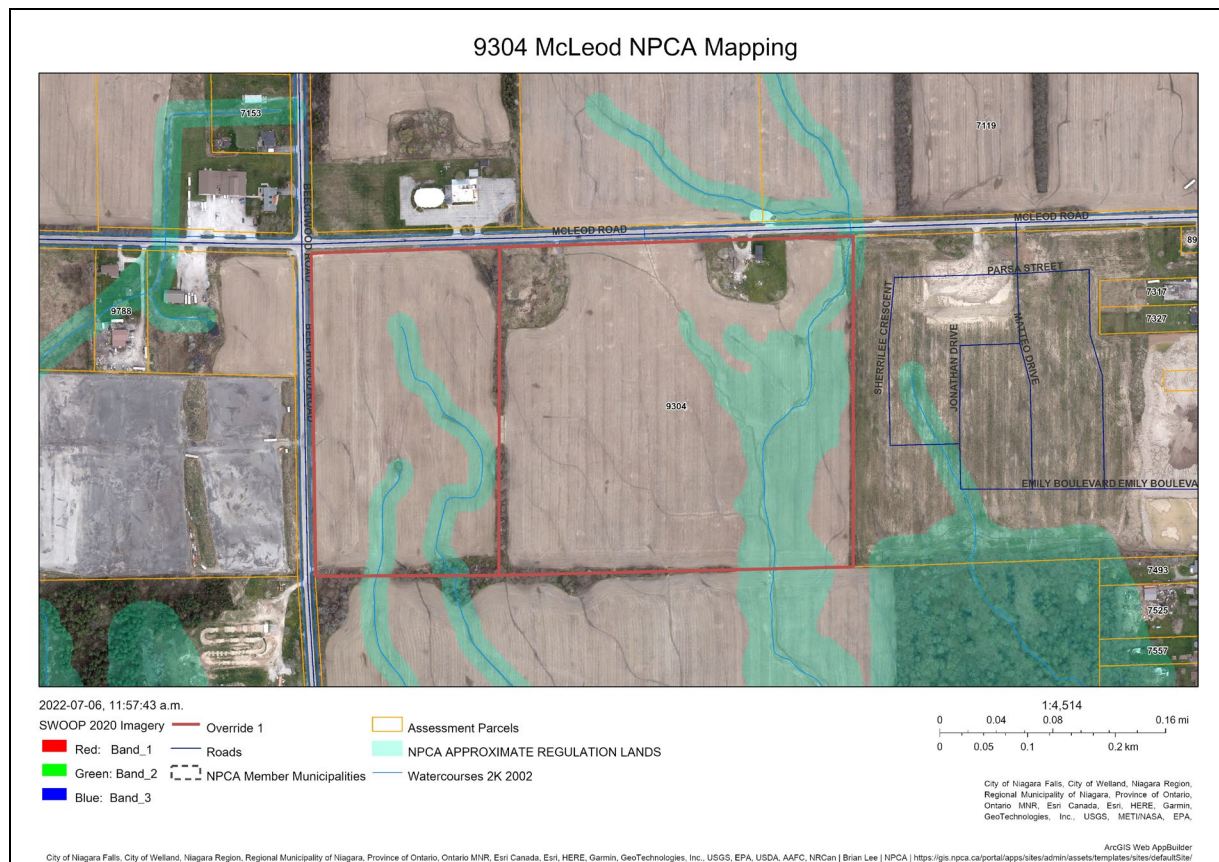 9304 McLeod NPCA Mapping
7153
7119
MCLEOD ROAD
MCLEOD ROAD
BEECHWOOD ROAD
BEECHWOOD ROAD
89
PARSA STREET
7317
7327
9788
SHERRILEE CRESCENT
JONATHAN DRIVE
MATTEO DRIVE
9304
EMILY BOULEVARD EMILY BOULEVA
7493
7525
7557
2022-07-06, 11:57:43 a.m.
SWOOP 2020 Imagery
Red: Band_1
Green: Band_2
Blue: Band_3
Override 1
Roads
NPCA Member Municipalities
Assessment Parcels
NPCA APPROXIMATE REGULATION LANDS
Watercourses 2K 2002
1:4,514
0 0.04 0.08 0.16 mi
0 0.05 0.1 0.2 km
City of Niagara Falls, City of Welland, Niagara Region,
Regional Municipality of Niagara, Province of Ontario,
Ontario MNR, Esri Canada, Esri, HERE, Garmin,
GeoTechnologies, Inc., USGS, METI/NASA, EPA,
ArcGIS Web AppBuilder
City of Niagara Falls, City of Welland, Niagara Region, Regional Municipality of Niagara, Province of Ontario, Ontario MNR, Esri Canada, Esri, HERE, Garmin, GeoTechnologies, Inc., USGS, EPA, USDA, AAFC, NRCan | Brian Lee | NPCA | https://gis.npca.ca/portal/apps/sites/admin/assets/templates/sites/defaultSite/